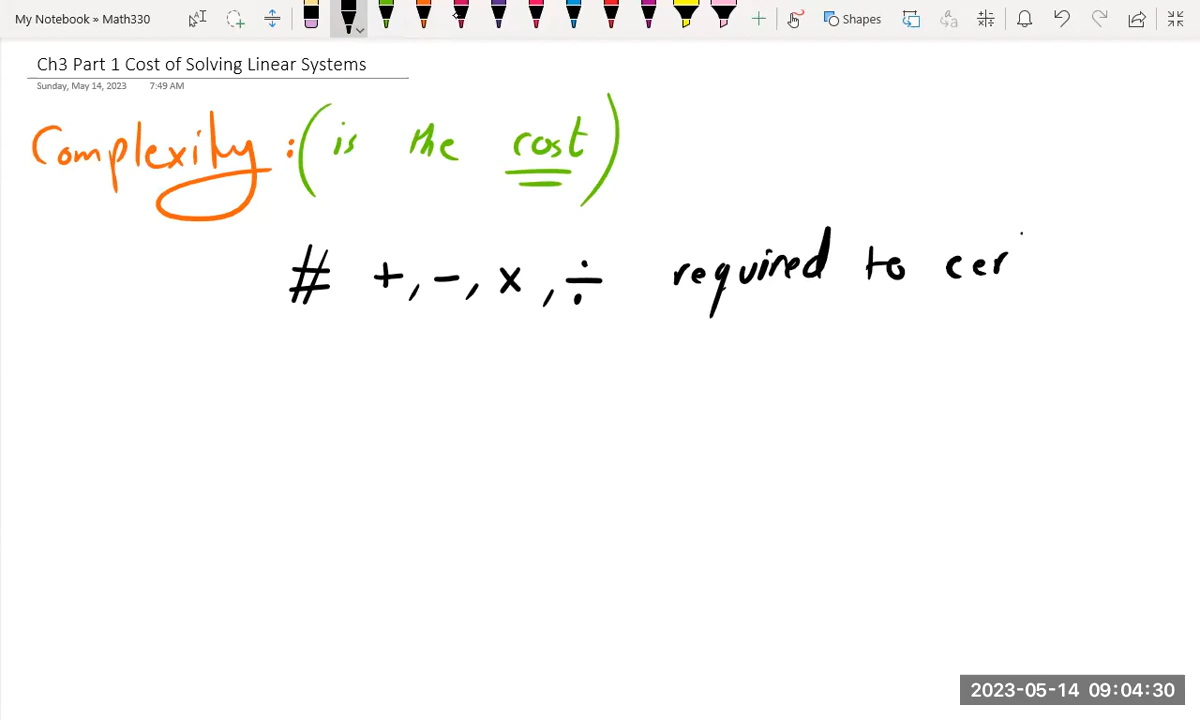 My Notebook » Math330
Shapes
Ch3 Part 1 Cost of Solving Linear Systems
Sunday, May 14, 2023 7:49 AM
Complexity : (is the cost)
# +, -, x, ÷ required to cer
2023-05-14 09:04:30